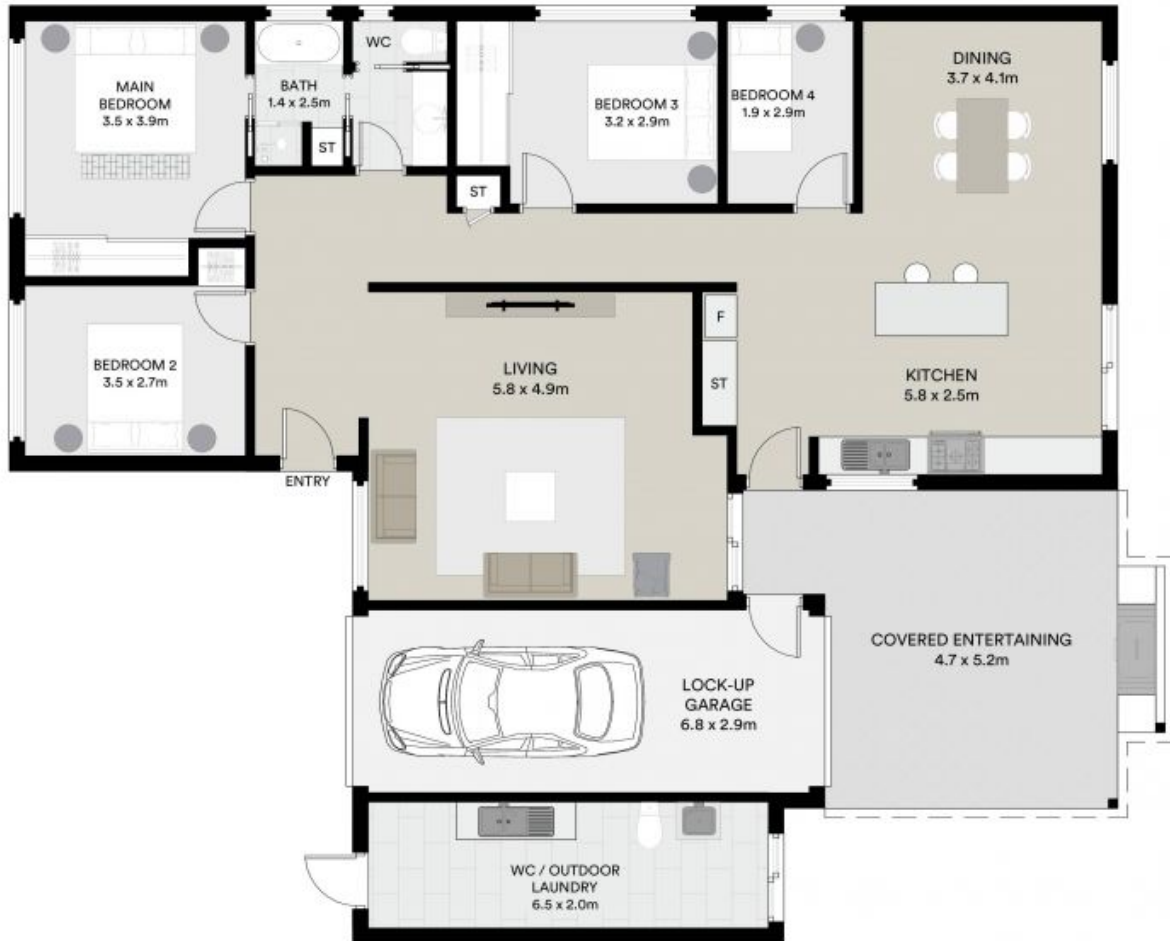 MAIN
BEDROOM
3.5 x 3.9m
BATH
1.4 x 2.5m
ST
WC
ST
BEDROOM 3
3.2 x 2.9m
BEDROOM 4
1.9 x 2.9m
DINING
3.7 x 4.1m
BEDROOM 2
3.5 x 2.7m
ENTRY
LIVING
5.8 x 4.9m
F
ST
KITCHEN
5.8 x 2.5m
LOCK-UP
GARAGE
6.8 x 2.9m
COVERED ENTERTAINING
4.7 x 5.2m
WC / OUTDOOR
LAUNDRY
6.5 x 2.0m